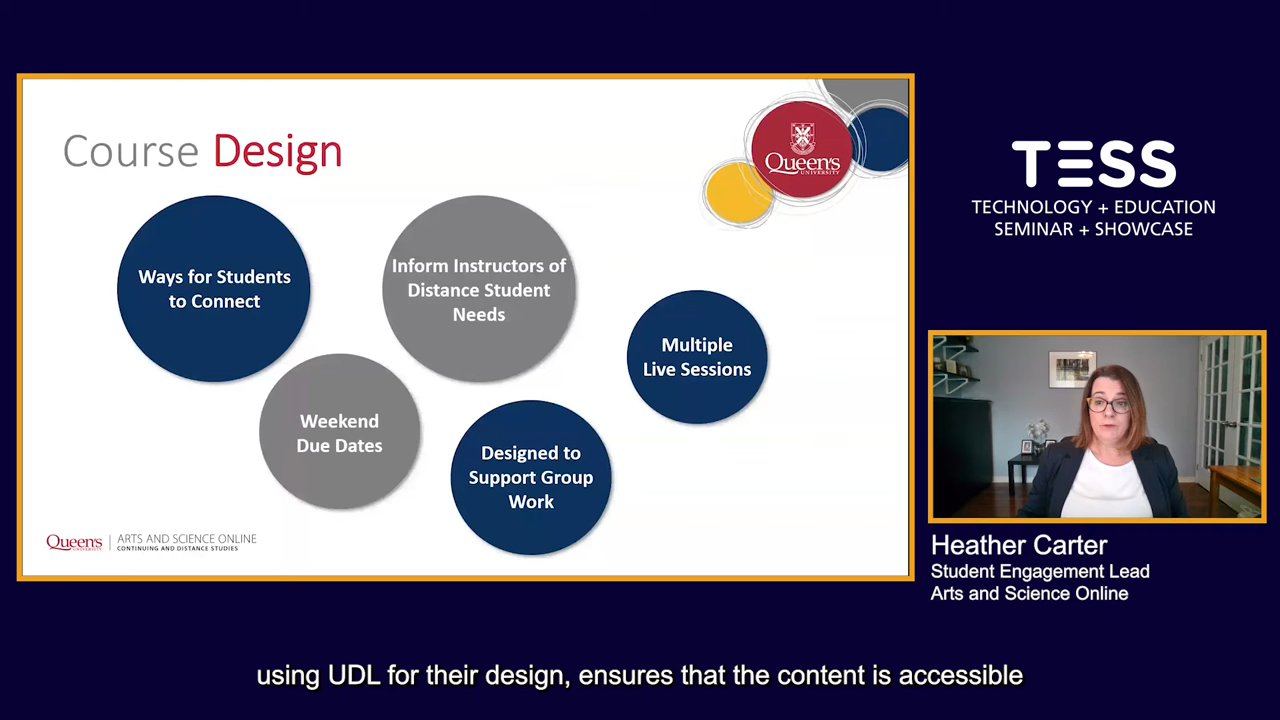 Course Design
Queen's
UNIVERSITY
Ways for Students
to Connect
Inform Instructors of
Distance Student
Needs
Multiple
Live Sessions
Weekend
Due Dates
Designed to
Support Group
Work
Queen's
UNIVERSITY
ARTS AND SCIENCE ONLINE
CONTINUING AND DISTANCE STUDIES
TESS
TECHNOLOGY + EDUCATION
SEMINAR + SHOWCASE
Heather Carter
Student Engagement Lead
Arts and Science Online
using UDL for their design, ensures that the content is accessible